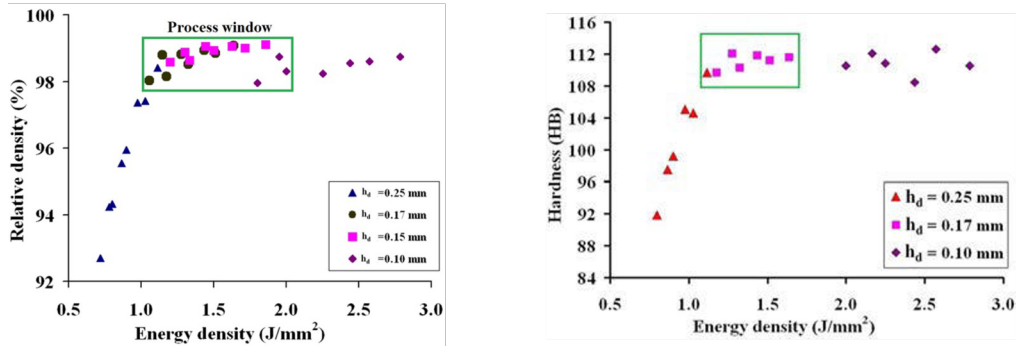 Process window
100
98
96
94
92
Relative density (%)
h_d =0.25 mm
h_d =0.17 mm
h_d =0.15 mm
h_d =0.10 mm
0.5 1.0 1.5 2.0 2.5 3.0
Energy density (J/mm²)
116
112
108
104
100
96
92
88
84
Hardness (HB)
h_d = 0.25 mm
h_d = 0.17 mm
h_d = 0.10 mm
0.5 1.0 1.5 2.0 2.5 3.0
Energy density (J/mm²)